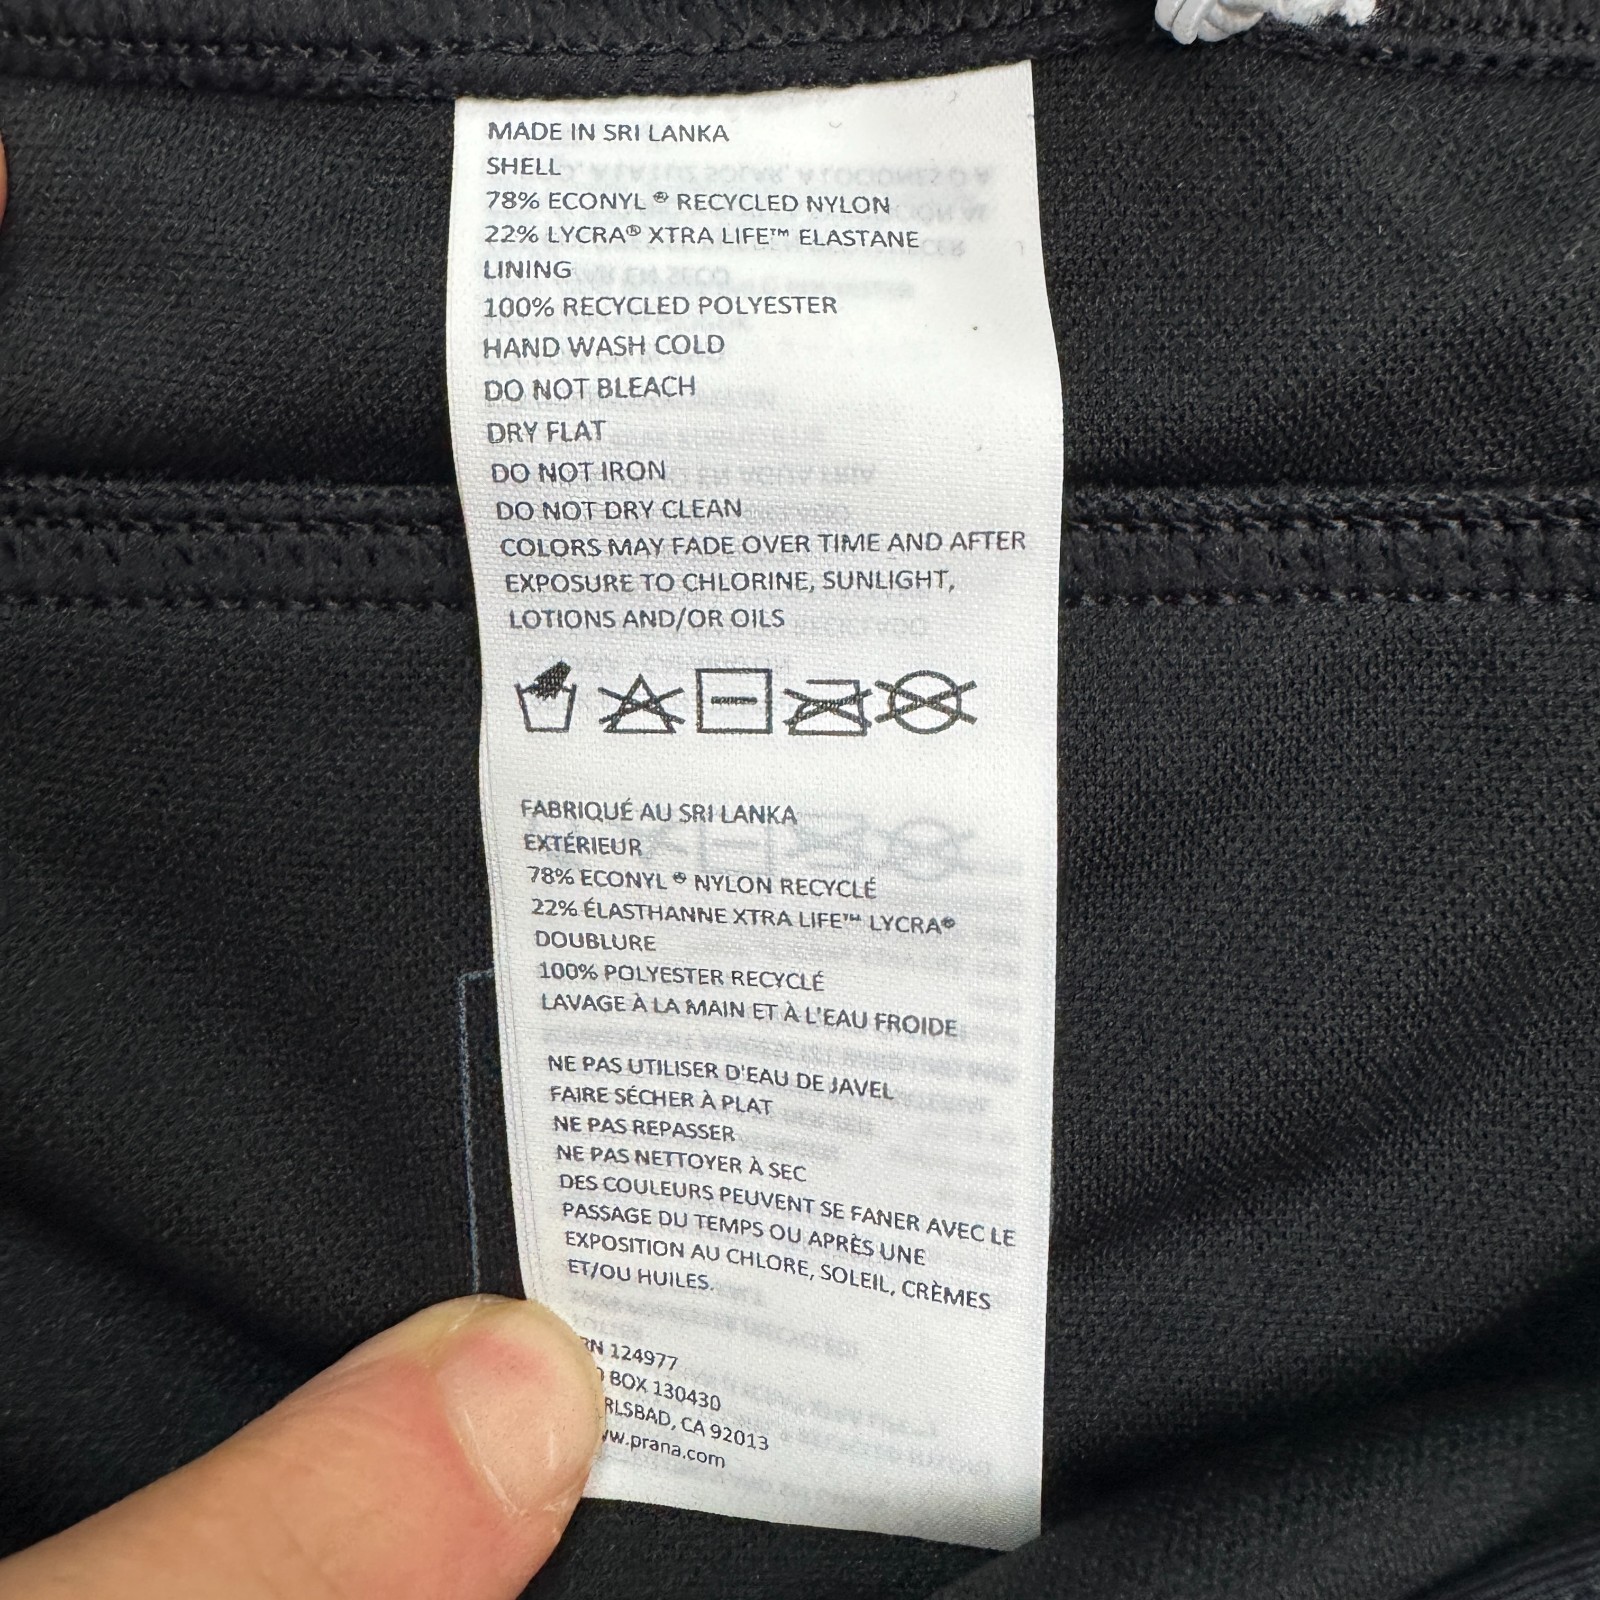 MADE IN SRI LANKA
SHELL
78% ECONYL ® RECYCLED NYLON
22% LYCRA® XTRA LIFE™ ELASTANE
LINING
100% RECYCLED POLYESTER
HAND WASH COLD
DO NOT BLEACH
DRY FLAT
DO NOT IRON
DO NOT DRY CLEAN
COLORS MAY FADE OVER TIME AND AFTER
EXPOSURE TO CHLORINE, SUNLIGHT,
LOTIONS AND/OR OILS
FABRIQUÉ AU SRI LANKA
EXTÉRIEUR
78% ECONYL ® NYLON RECYCLÉ
22% ÉLASTHANNE XTRA LIFE™ LYCRA®
DOUBLURE
100% POLYESTER RECYCLÉ
LAVAGE À LA MAIN ET À L'EAU FROIDE
NE PAS UTILISER D'EAU DE JAVEL
FAIRE SÉCHER À PLAT
NE PAS REPASSER
NE PAS NETTOYER À SEC
DES COULEURS PEUVENT SE FANER AVEC LE
PASSAGE DU TEMPS OU APRÈS UNE
EXPOSITION AU CHLORE, SOLEIL, CRÈMES
ET/OU HUILES.
RN 124977
BOX 130430
RLSBAD, CA 92013
w.prana.com